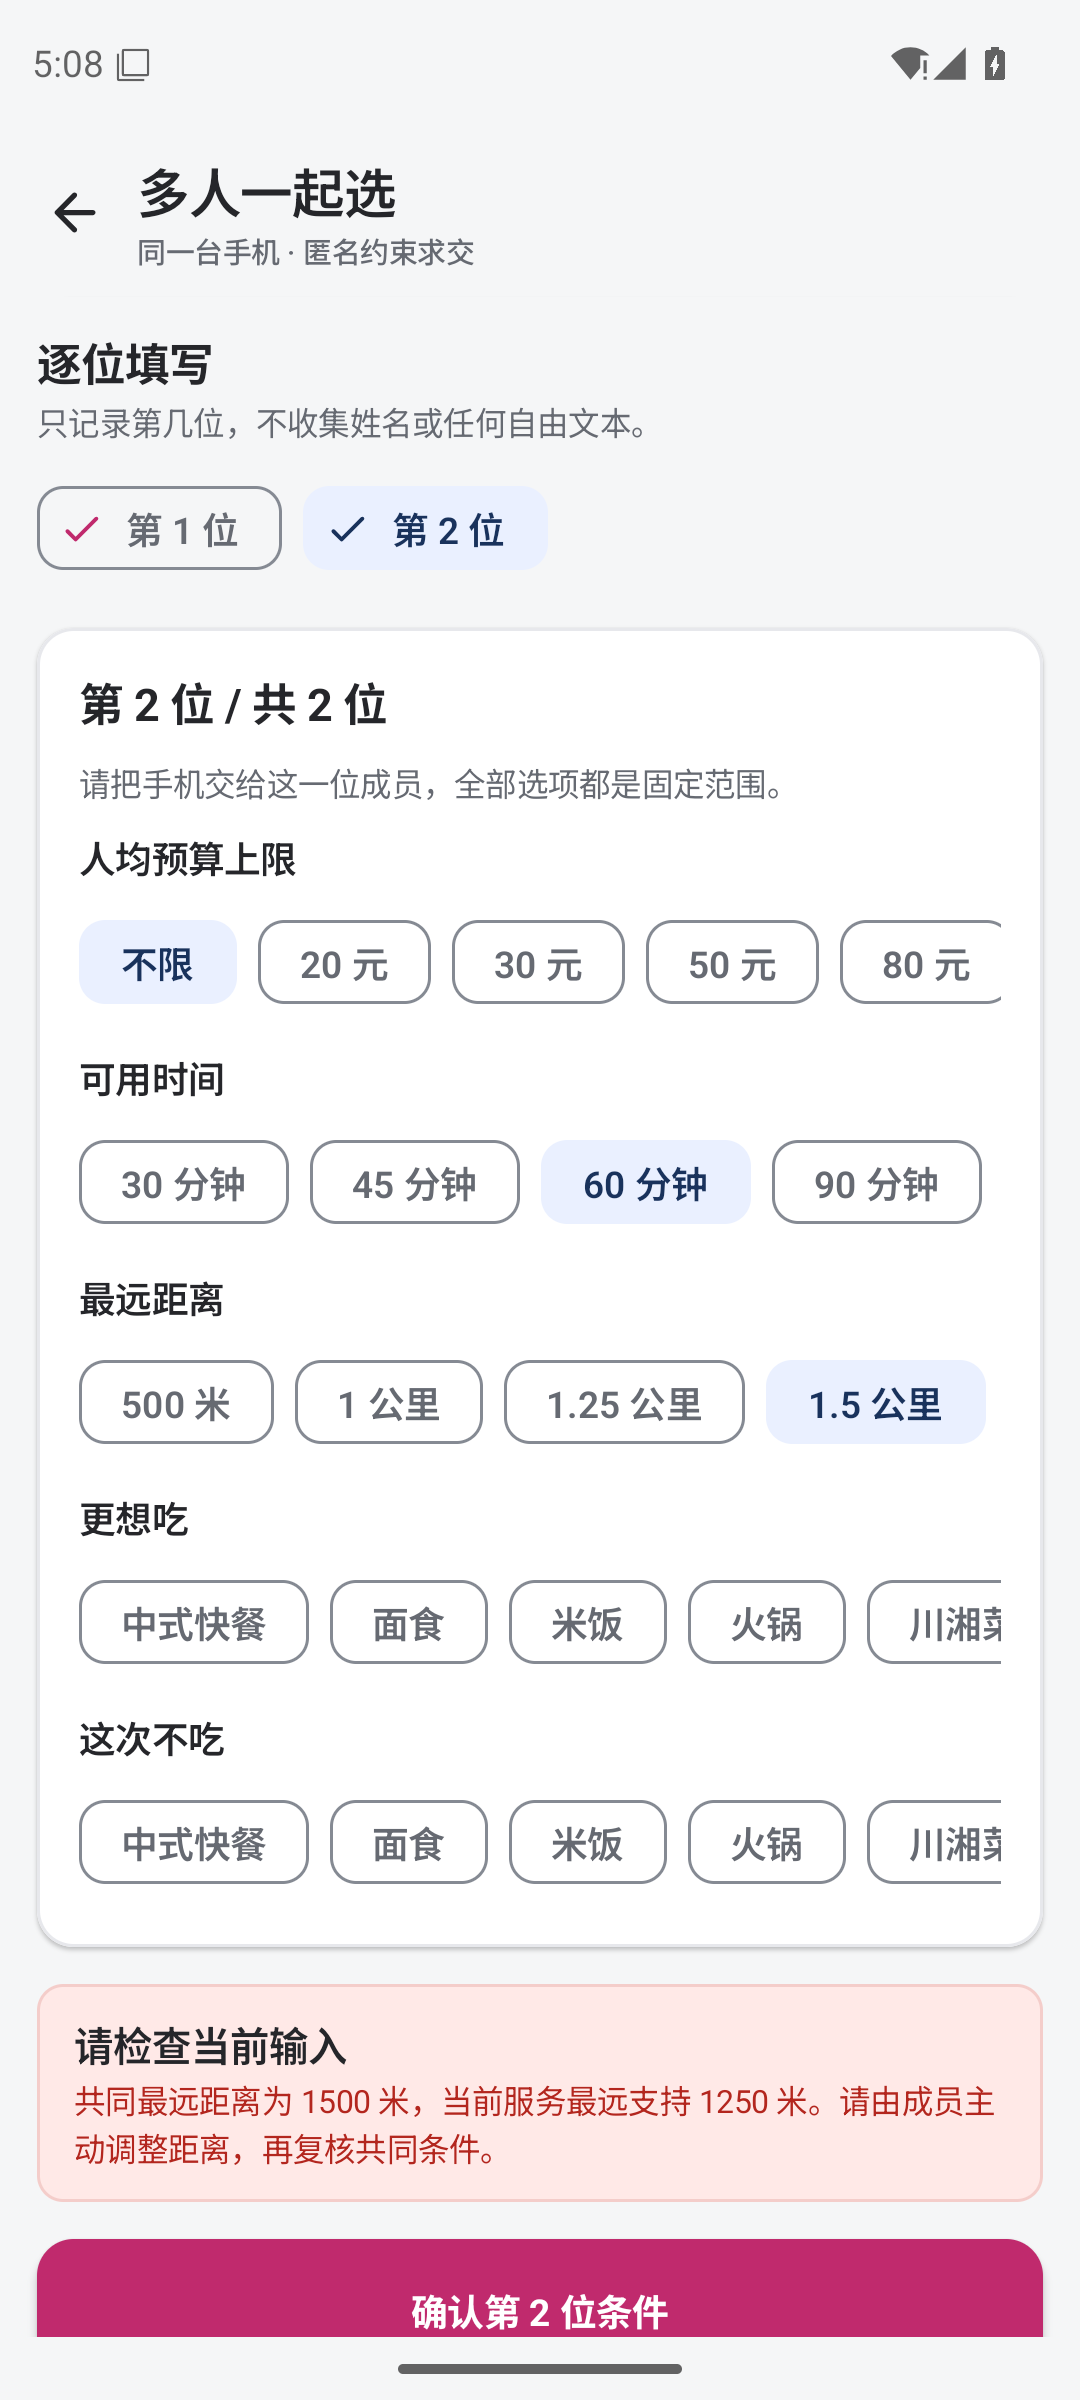 5:08
多人一起选
同一台手机 · 匿名约束求交
逐位填写
只记录第几位，不收集姓名或任何自由文本。
第 1 位 第 2 位
第 2 位 / 共 2 位
请把手机交给这一位成员，全部选项都是固定范围。
人均预算上限
不限 20 元 30 元 50 元 80 元
可用时间
30 分钟 45 分钟 60 分钟 90 分钟
最远距离
500 米 1 公里 1.25 公里 1.5 公里
更想吃
中式快餐 面食 米饭 火锅 川湘菜
这次不吃
中式快餐 面食 米饭 火锅 川湘菜
请检查当前输入
共同最远距离为 1500 米，当前服务最远支持 1250 米。请由成员主
动调整距离，再复核共同条件。
确认第 2 位条件